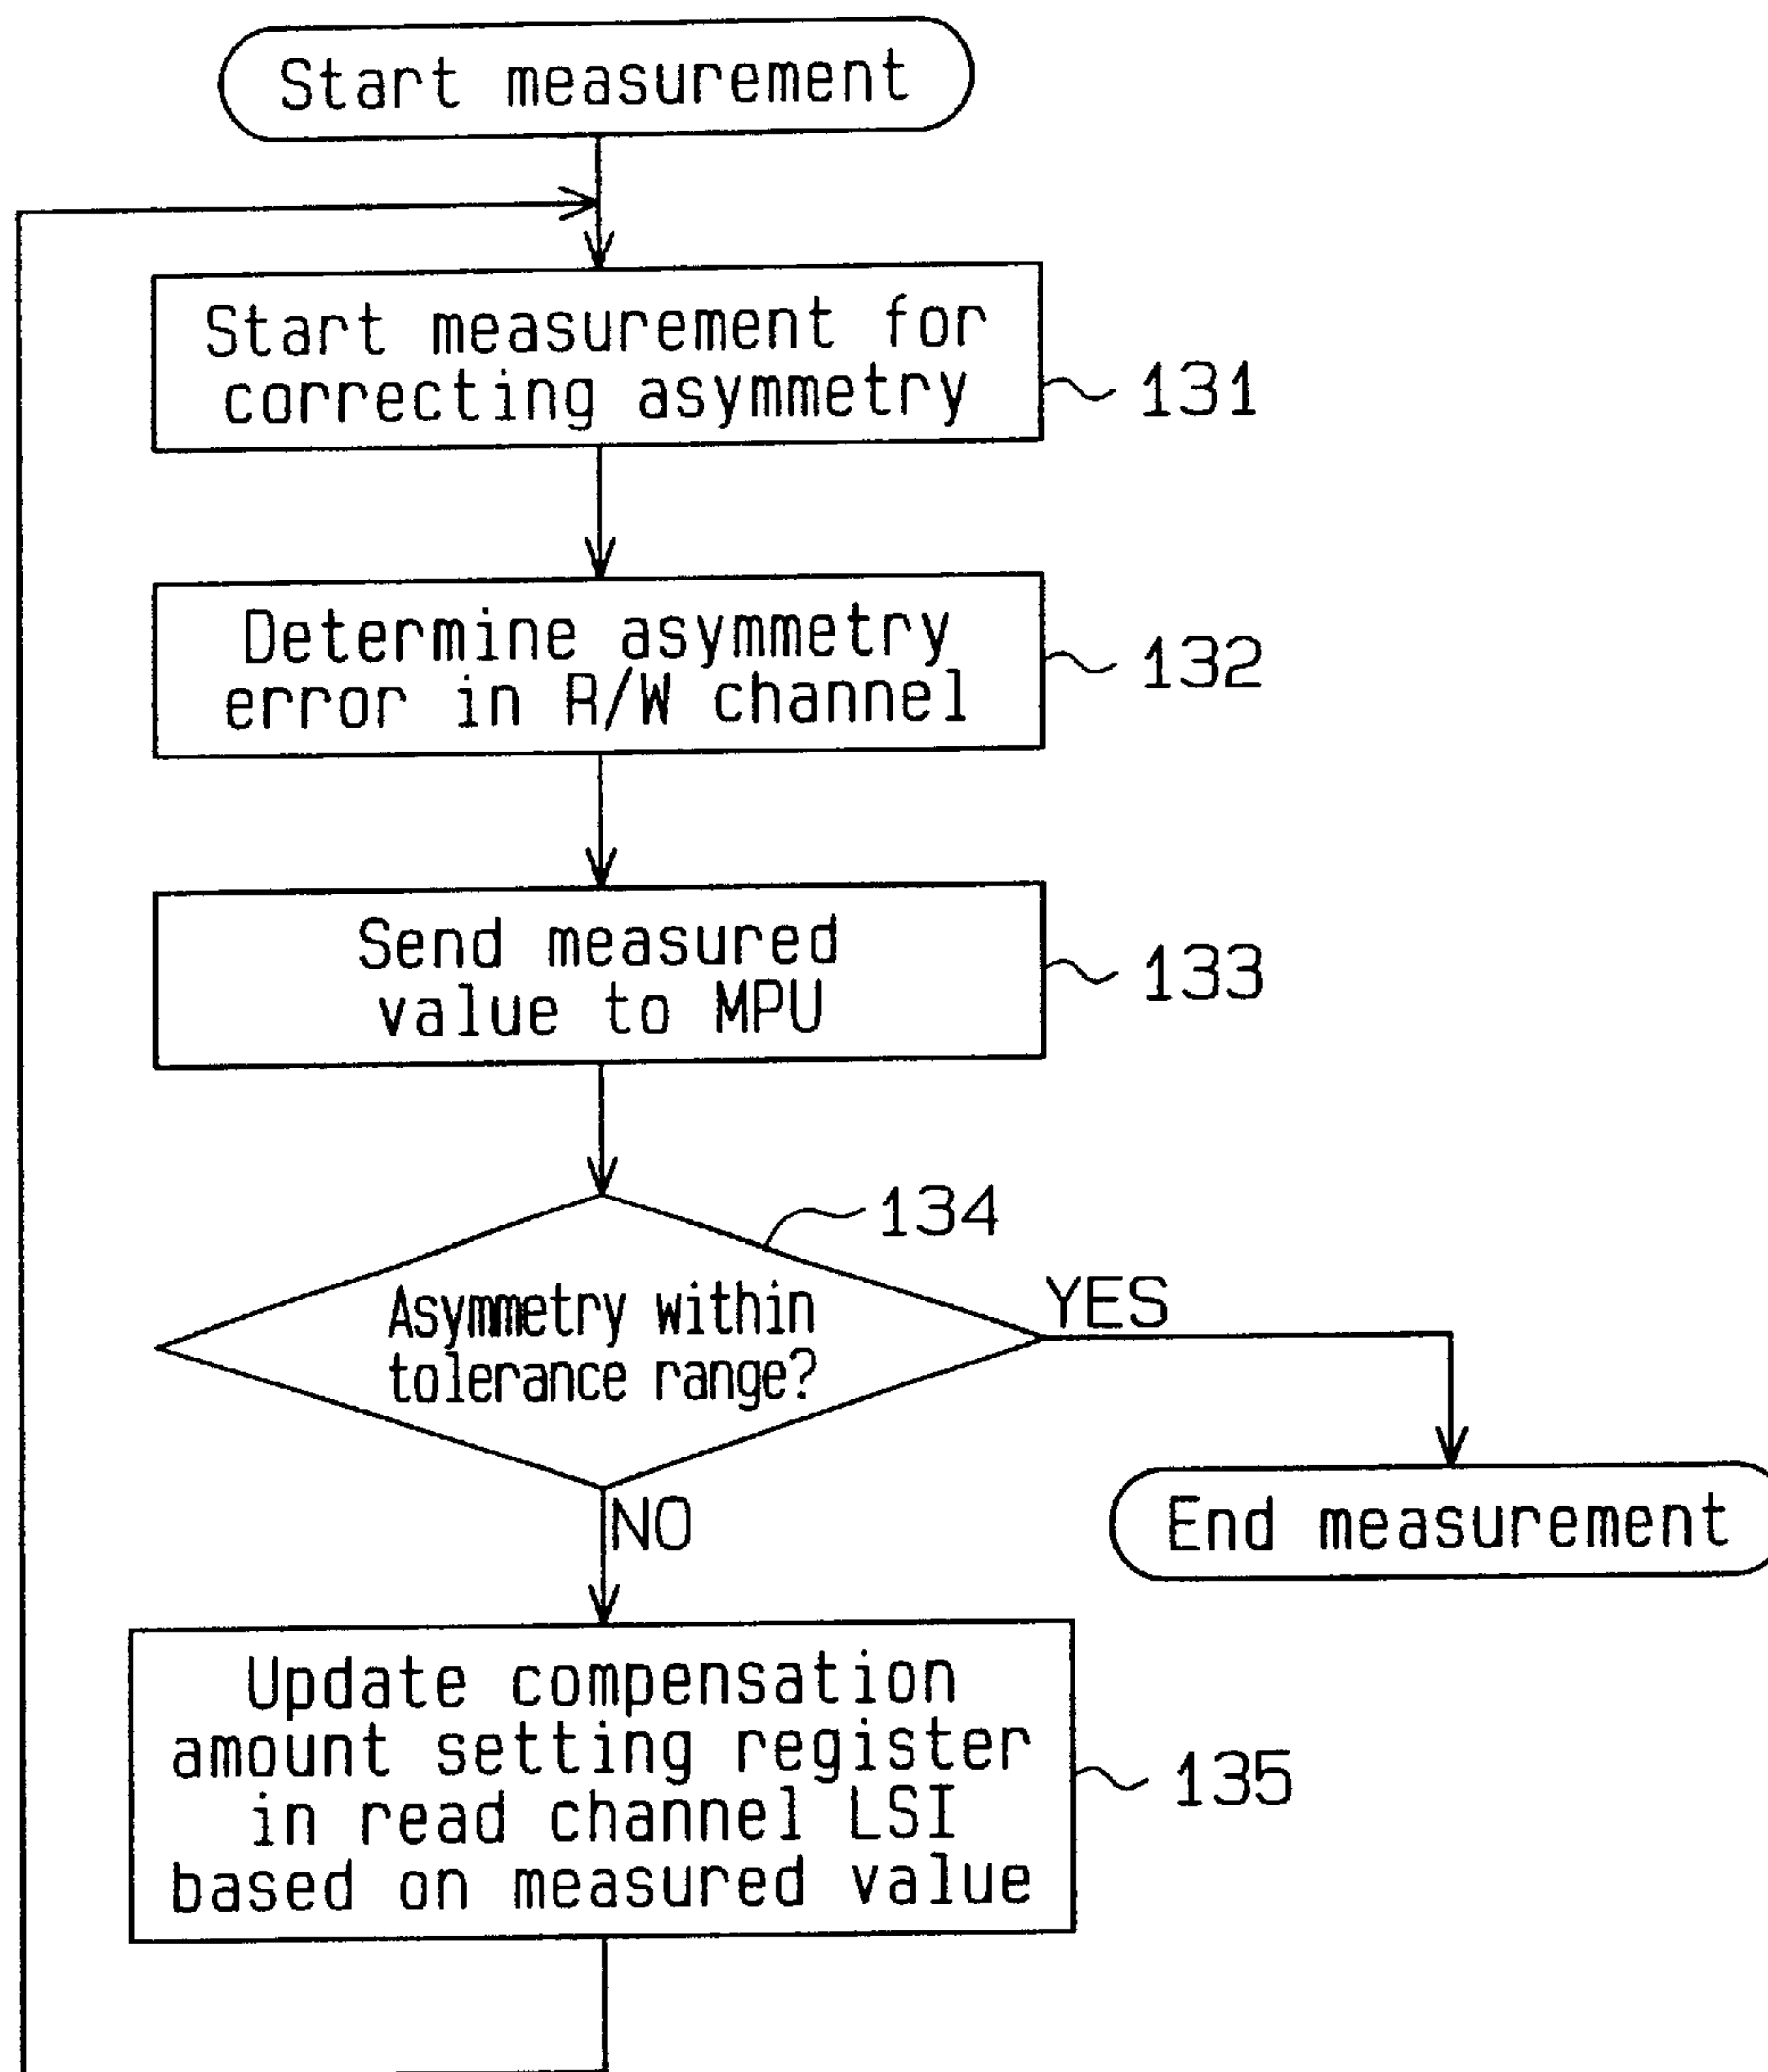 Start measurement
Start measurement for
correcting asymmetry
131
Determine asymmetry
error in R/W channel
132
Send measured
value to MPU
133
134
Asymmetry within
tolerance range?
YES
NO
End measurement
Update compensation
amount setting register
in read channel LSI
based on measured value
135